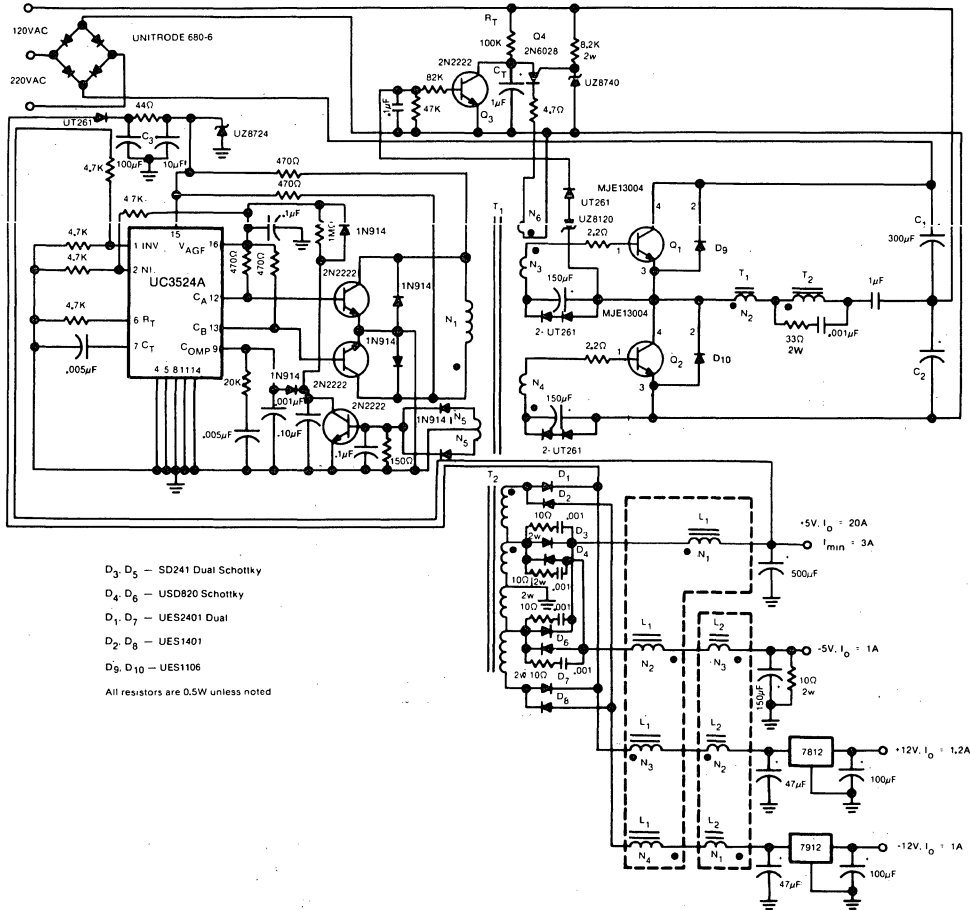 120VAC
UNITRODE 680-6
220VAC
R_T
100K
Q4
2N6028
8.2K
2w
UZ8740
2N2222
82K
47K
.1µF
C_T
1µF
Q3
4.7Ω
UT261
44Ω
C3
100µF
10µF
UZ8724
4.7K
470Ω
470Ω
4.7K
.1µF
1MΩ
1N914
15
1 INV
V_AGF 16
4.7K
4.7K
2 NI
UC3524A
470Ω
470Ω
4.7K
C_A 12
6 R_T
C_B 13
7 C_T
C_OMP 9
.005µF
4 5 8 11 14
2N2222
1N914
1N914
2N2222
N1
20K
1N914
.001µF
2N2222
.005µF
.10µF
.1µF
150Ω
1N914
N5
N5
T1
N6
UT261
UZ8120
MJE13004
2.2Ω
1
4
2
3
Q1
D9
N3
150µF
2-UT261
MJE13004
2.2Ω
1
4
2
3
Q2
D10
N4
150µF
2-UT261
T1
N2
T2
33Ω
2W
.001µF
1µF
C1
300µF
C2
T2
D1
D2
10Ω
.001
D3
2w
D4
10Ω
2w
.001
2w
10Ω
.001
D6
2w 10Ω
.001
D7
D8
L1
N1
+5V, Io = 20A
Imin = 3A
500µF
L1
N2
L2
N3
-5V, Io = 1A
150µF
10Ω
2w
L1
N3
L2
N2
7812
+12V, Io = 1.2A
47µF
100µF
L1
N4
L2
N1
7912
-12V, Io = 1A
47µF
100µF
D3, D5 — SD241 Dual Schottky
D4, D6 — USD820 Schottky
D1, D7 — UES2401 Dual
D2, D8 — UES1401
D9, D10 — UES1106
All resistors are 0.5W unless noted